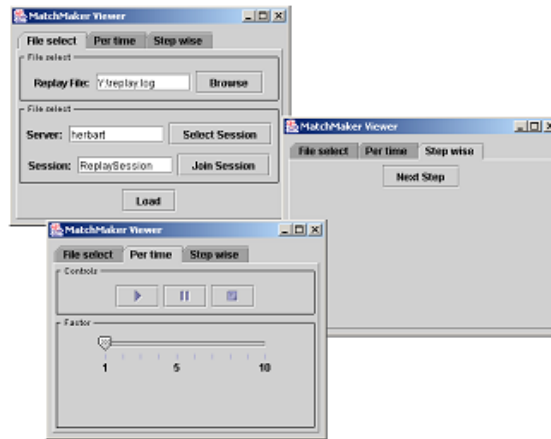 MatchMaker Viewer
File select Per time Step wise
File select
Replay File: Y:\replay.log Browse
File select
Server: herbart Select Session
Session: ReplaySession Join Session
Load
MatchMaker Viewer
File select Per time Step wise
Next Step
MatchMaker Viewer
File select Per time Step wise
Controls
Factor
1 5 10